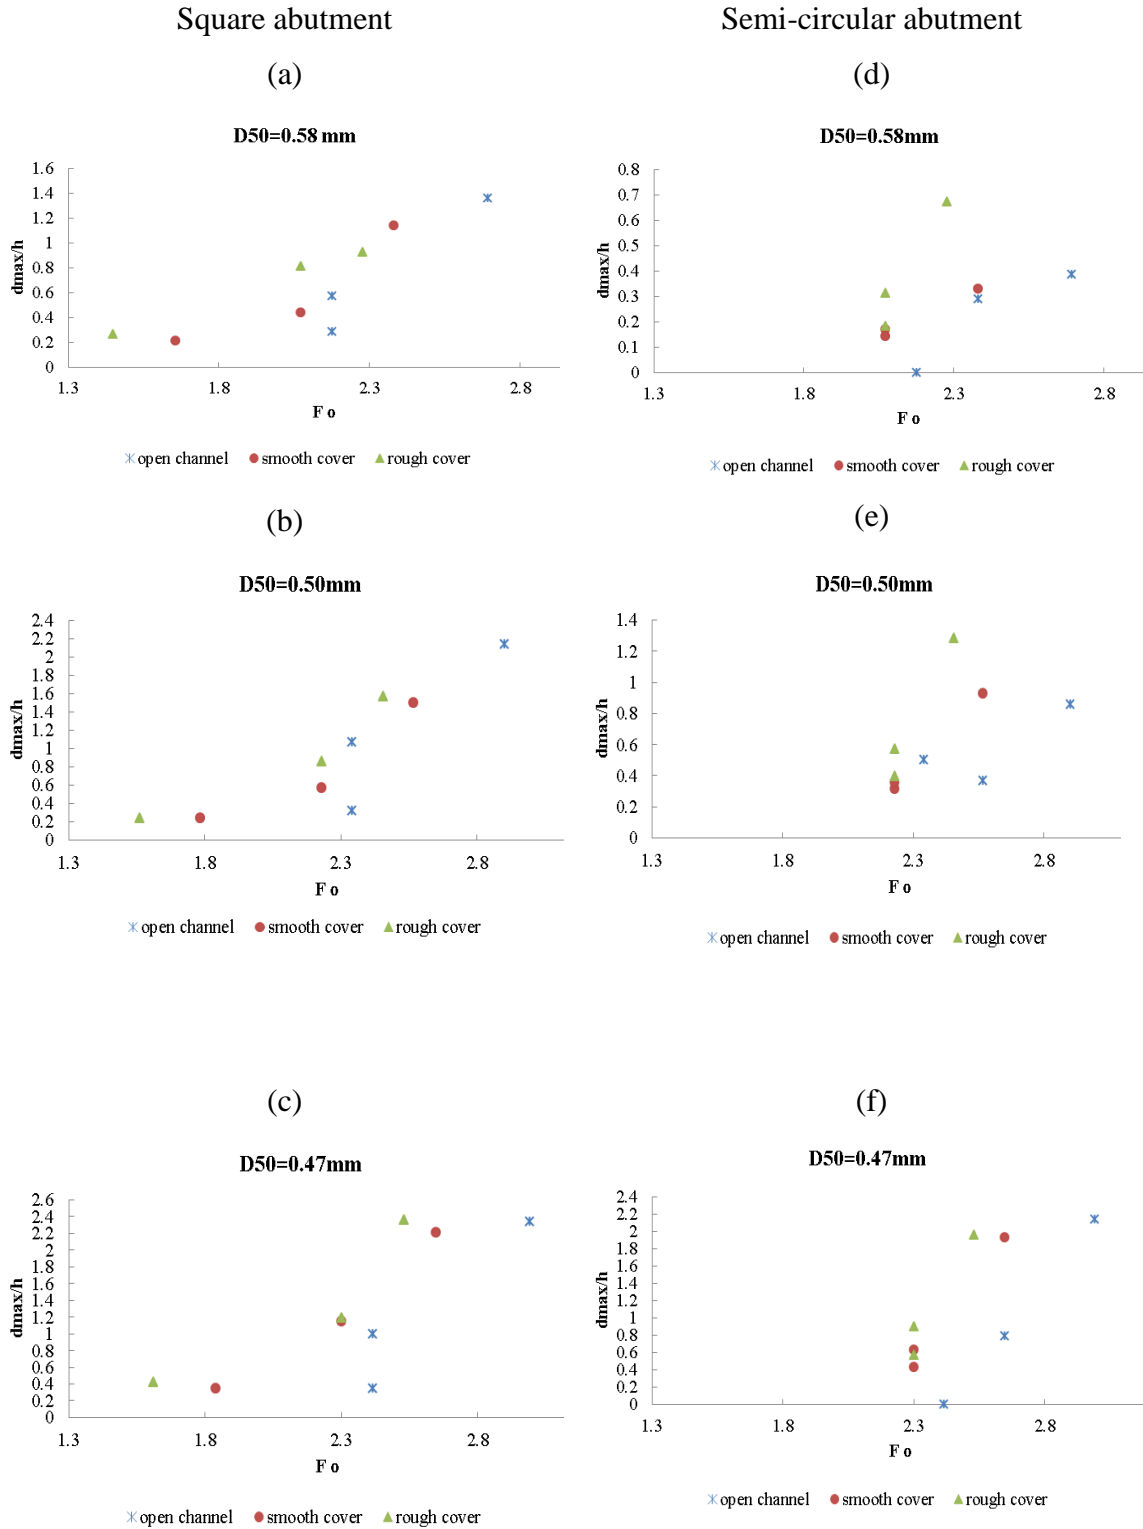 Square abutment
Semi-circular abutment
(a)
(d)
D50=0.58 mm
D50=0.58mm
dmax/h
1.6
1.4
1.2
1
0.8
0.6
0.4
0.2
0
1.3 1.8 2.3 2.8
F o
open channel smooth cover rough cover
dmax/h
0.8
0.7
0.6
0.5
0.4
0.3
0.2
0.1
0
1.3 1.8 2.3 2.8
F o
open channel smooth cover rough cover
(b)
(e)
D50=0.50mm
D50=0.50mm
dmax/h
2.4
2.2
2
1.8
1.6
1.4
1.2
1
0.8
0.6
0.4
0.2
0
1.3 1.8 2.3 2.8
F o
open channel smooth cover rough cover
dmax/h
1.4
1.2
1
0.8
0.6
0.4
0.2
0
1.3 1.8 2.3 2.8
F o
open channel smooth cover rough cover
(c)
(f)
D50=0.47mm
D50=0.47mm
dmax/h
2.6
2.4
2.2
2
1.8
1.6
1.4
1.2
1
0.8
0.6
0.4
0.2
0
1.3 1.8 2.3 2.8
F o
open channel smooth cover rough cover
dmax/h
2.4
2.2
2
1.8
1.6
1.4
1.2
1
0.8
0.6
0.4
0.2
0
1.3 1.8 2.3 2.8
F o
open channel smooth cover rough cover